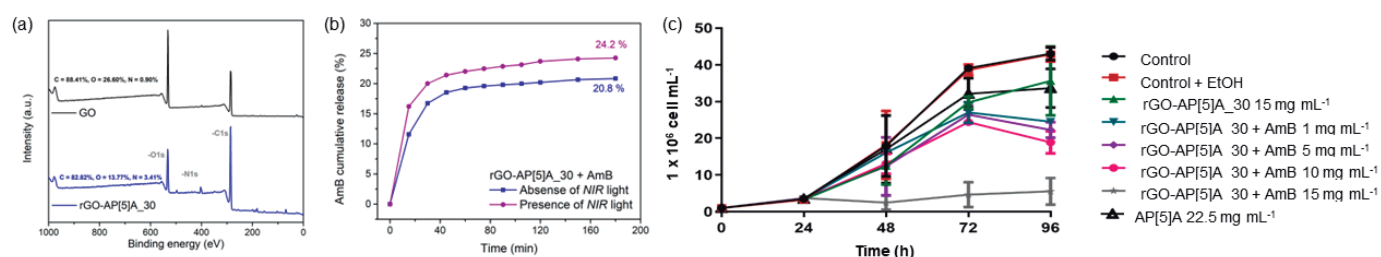 (a)
C = 88.41%, O = 26.60%, N = 0.90%
GO
-C1s
-O1s
-N1s
C = 82.82%, O = 13.77%, N = 3.41%
rGO-AP[5]A_30
Intensity (a.u.)
1000 800 600 400 200 0
Binding energy (eV)
(b)
AmB cumulative release (%)
30
25
20
15
10
5
0
24.2 %
20.8 %
rGO-AP[5]A_30 + AmB
Absence of NIR light
Presence of NIR light
0 20 40 60 80 100 120 140 160 180 200
Time (min)
(c)
1 x 10⁶ cell mL⁻¹
50
40
30
20
10
0
0 24 48 72 96
Time (h)
Control
Control + EtOH
rGO-AP[5]A_30 15 mg mL⁻¹
rGO-AP[5]A 30 + AmB 1 mg mL⁻¹
rGO-AP[5]A 30 + AmB 5 mg mL⁻¹
rGO-AP[5]A 30 + AmB 10 mg mL⁻¹
rGO-AP[5]A 30 + AmB 15 mg mL⁻¹
AP[5]A 22.5 mg mL⁻¹